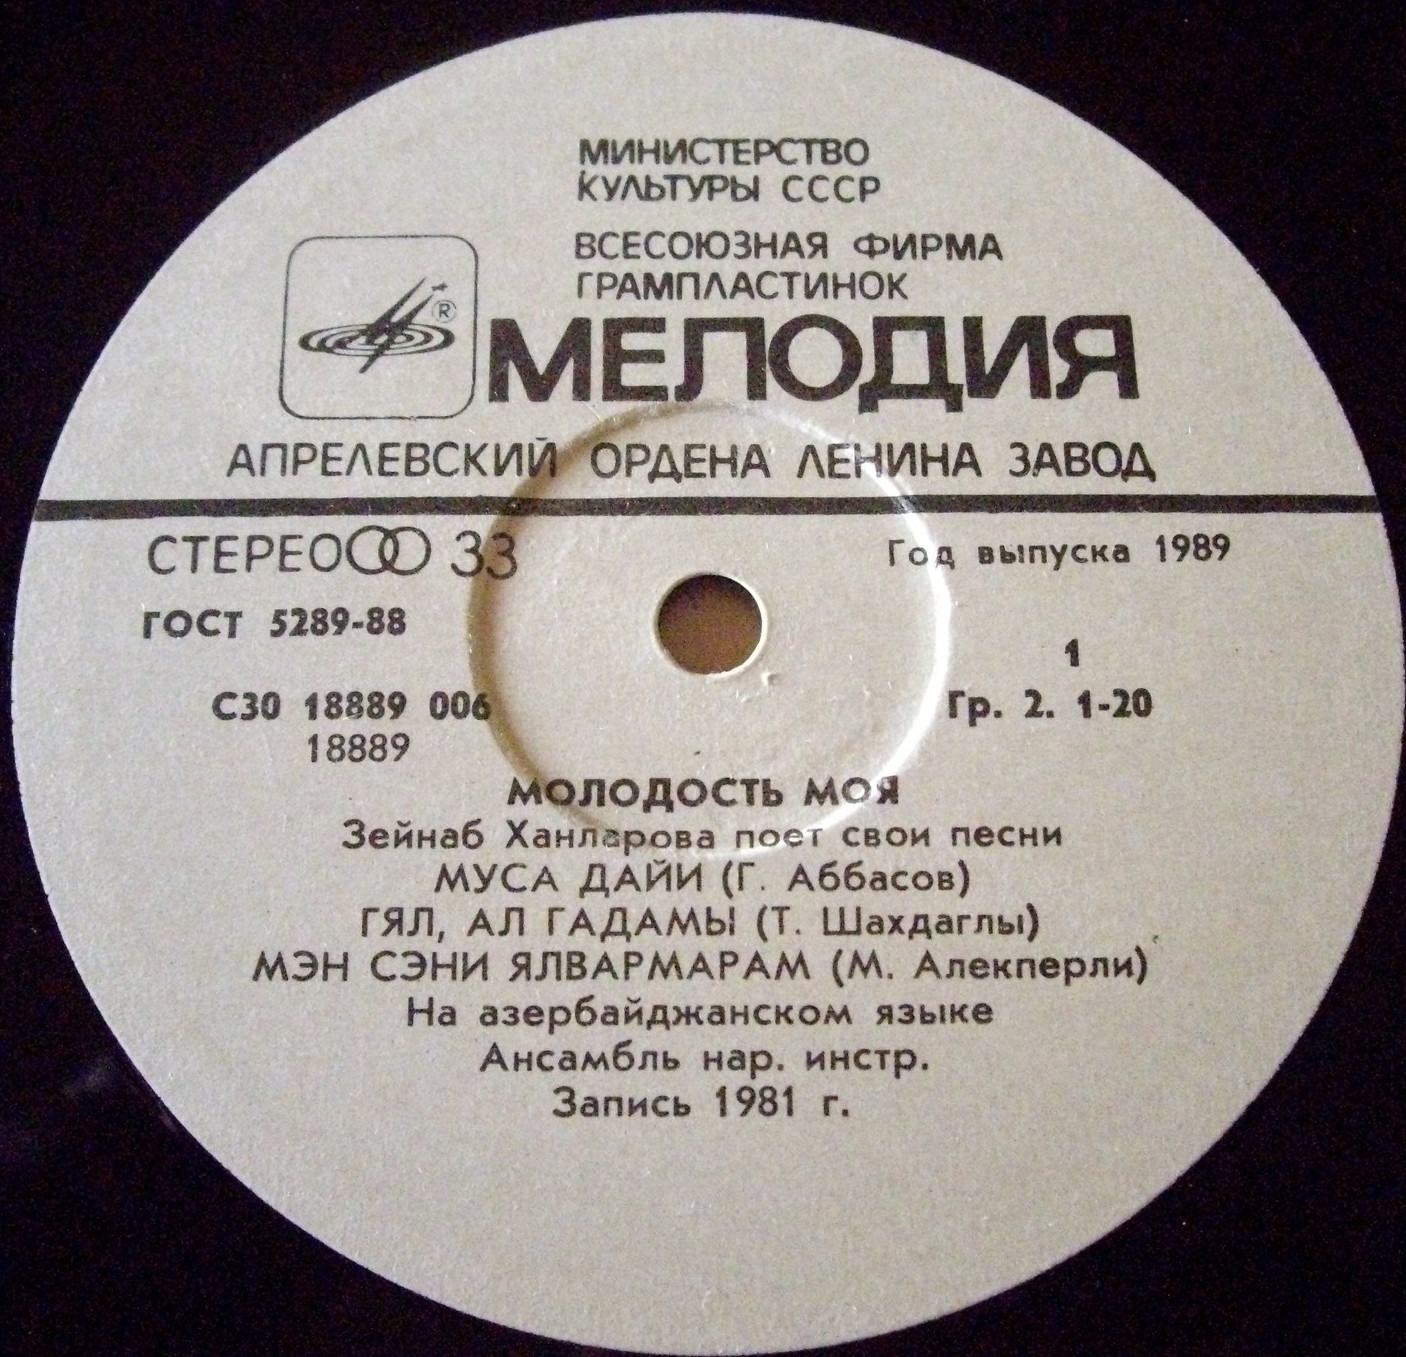 МИНИСТЕРСТВО
КУЛЬТУРЫ СССР
ВСЕСОЮЗНАЯ ФИРМА
ГРАМПЛАСТИНОК
®
МЕЛОДИЯ
АПРЕЛЕВСКИЙ ОРДЕНА ЛЕНИНА ЗАВОД
СТЕРЕО 33
Год выпуска 1989
ГОСТ 5289-88
1
С30 18889 006
Гр. 2. 1-20
18889
МОЛОДОСТЬ МОЯ
Зейнаб Ханларова поет свои песни
МУСА ДАЙИ (Г. Аббасов)
ГЯЛ, АЛ ГАДАМЫ (Т. Шахдаглы)
МЭН СЭНИ ЯЛВАРМАРАМ (М. Алекперли)
На азербайджанском языке
Ансамбль нар. инстр.
Запись 1981 г.